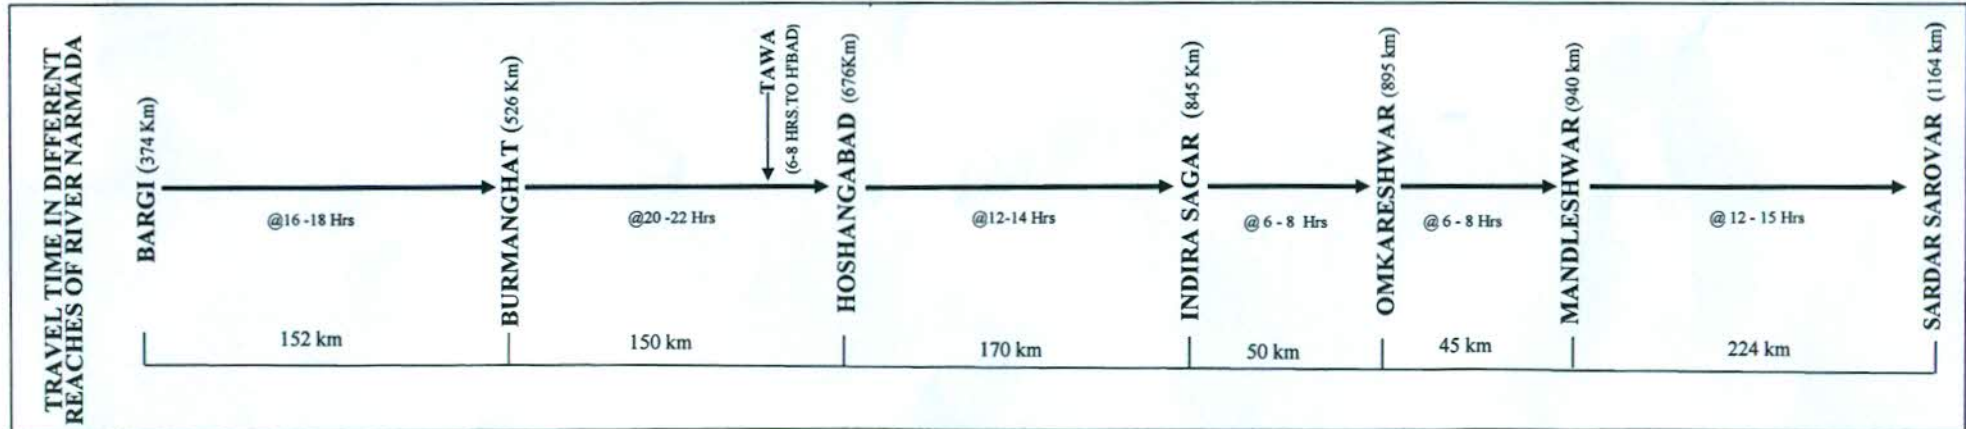 TRAVEL TIME IN DIFFERENT
REACHES OF RIVER NARMADA
BARGI (374 Km)
@16 -18 Hrs
BURMANGHAT (526 Km)
@20 -22 Hrs
TAWA
(6-8 HRS.TO H'BAD)
HOSHANGABAD (676Km)
@12-14 Hrs
INDIRA SAGAR (845 Km)
@ 6 - 8 Hrs
OMKARESHWAR (895 km)
@ 6 - 8 Hrs
MANDLESHWAR (940 km)
@ 12 - 15 Hrs
SARDAR SAROVAR (1164 km)
152 km
150 km
170 km
50 km
45 km
224 km